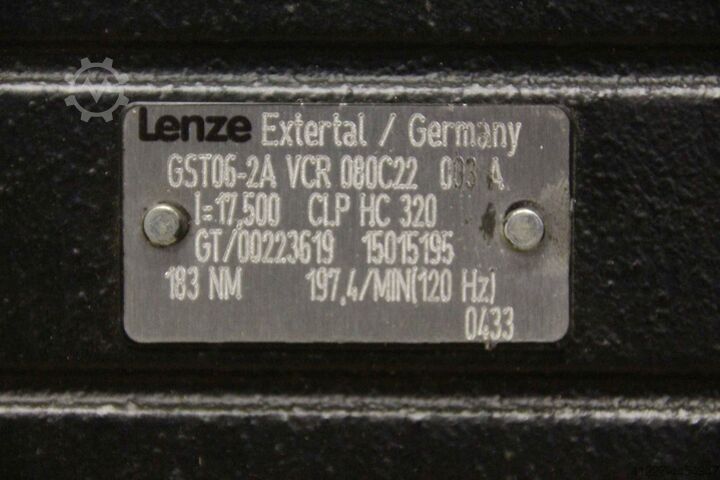 Lenze Extertal / Germany
GST06-2A VCR 080C22 003 A
I=17,500 CLP HC 320
GT/00223619 15015195
183 NM 197,4/MIN(120 Hz)
0433